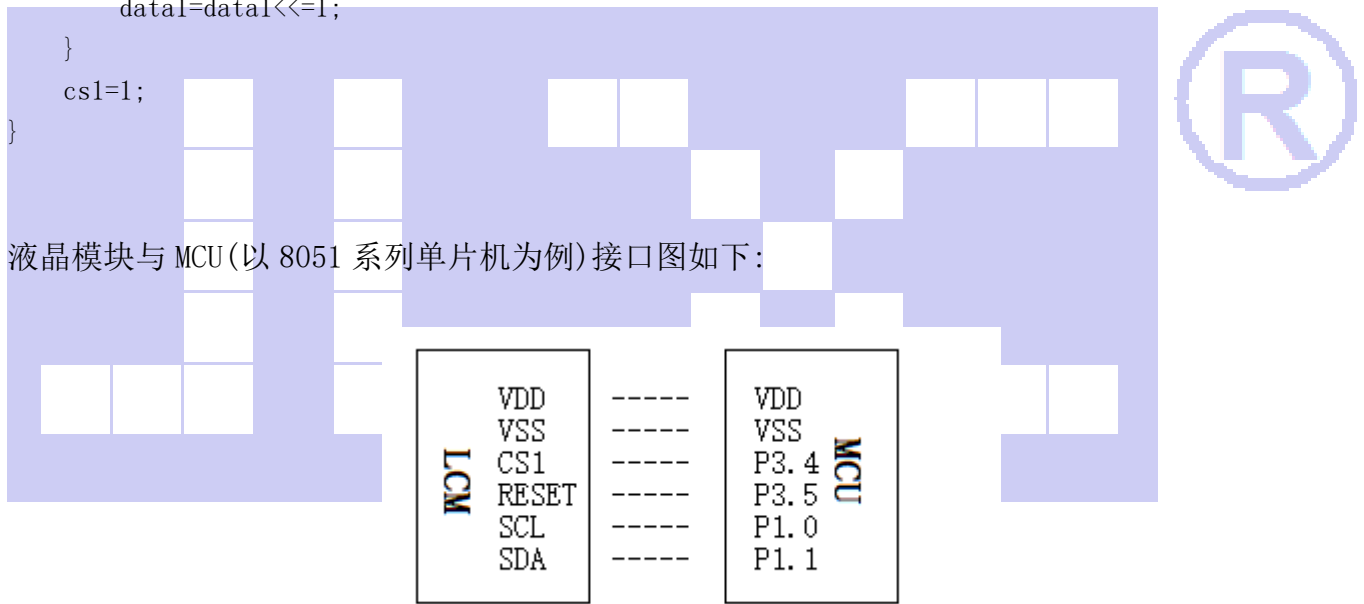 data1=data1<<=1;
}
cs1=1;
}
®
液晶模块与 MCU(以 8051 系列单片机为例)接口图如下:
LCM
VDD ----- VDD
VSS ----- VSS
CS1 ----- P3.4
RESET ----- P3.5
SCL ----- P1.0
SDA ----- P1.1
MCU